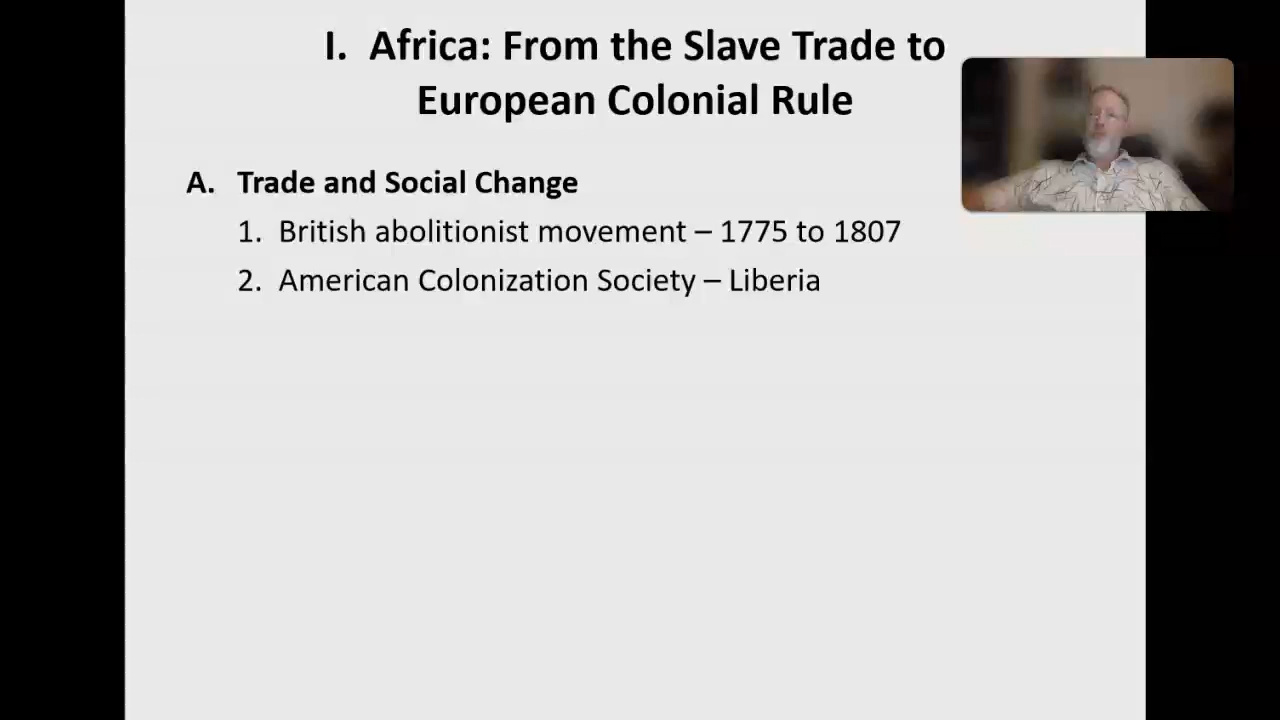 I. Africa: From the Slave Trade to
European Colonial Rule
A. Trade and Social Change
1. British abolitionist movement – 1775 to 1807
2. American Colonization Society – Liberia